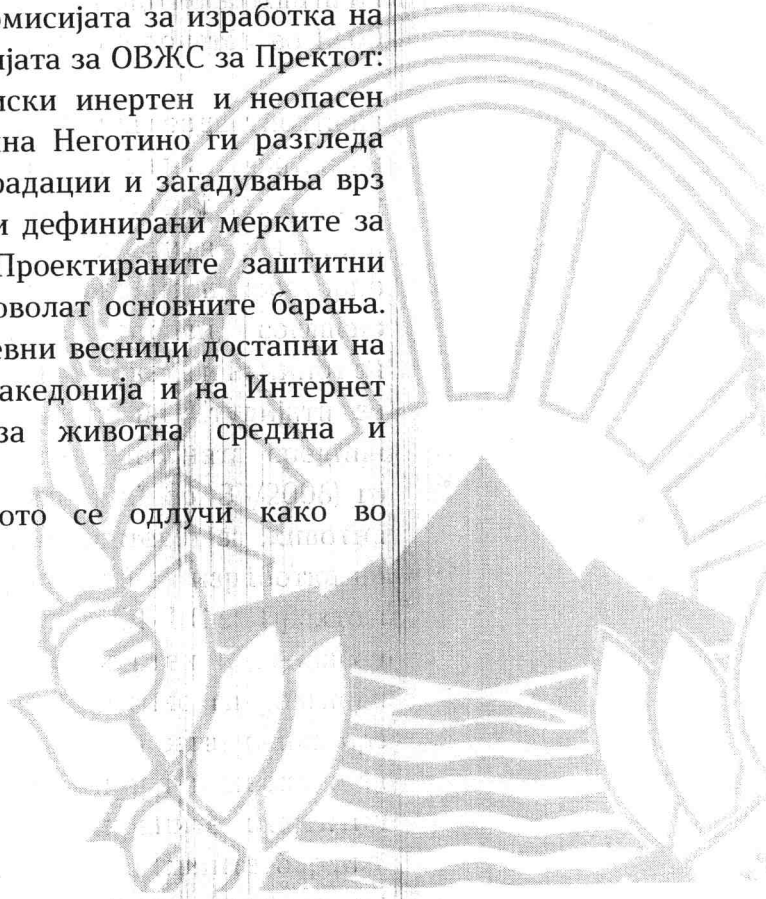 омисијата за изработка на
ијата за ОВЖС за Пректот:
иски инертен и неопасен
на Неготино ги разгледа
радации и загадувања врз
и дефинирани мерките за
Проектираните заштитни
оволат основните барања.
евни весници достапни на
акедонија и на Интернет
за животна средина и
ото се одлучи како во